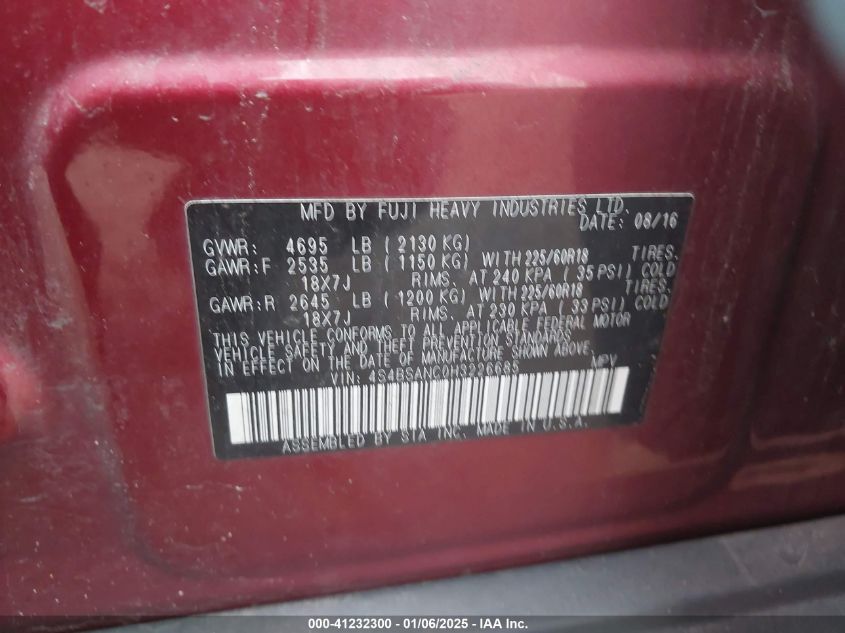 MFD BY FUJI HEAVY INDUSTRIES LTD.
DATE: 08/16
GVWR: 4695 LB ( 2130 KG)
GAWR:F 2535 LB ( 1150 KG) WITH 225/60R18 TIRES.
18X7J RIMS. AT 240 KPA ( 35 PSI) COLD
GAWR:R 2645 LB ( 1200 KG) WITH 225/60R18 TIRES.
18X7J RIMS. AT 230 KPA ( 33 PSI) COLD
THIS VEHICLE CONFORMS TO ALL APPLICABLE FEDERAL MOTOR
VEHICLE SAFETY AND THEFT PREVENTION STANDARDS
IN EFFECT ON THE DATE OF MANUFACTURE SHOWN ABOVE.
VIN: 4S4BSANC0H3226685 MPV
ASSEMBLED BY SIA INC. MADE IN U.S.A.
000-41232300 - 01/06/2025 - IAA Inc.